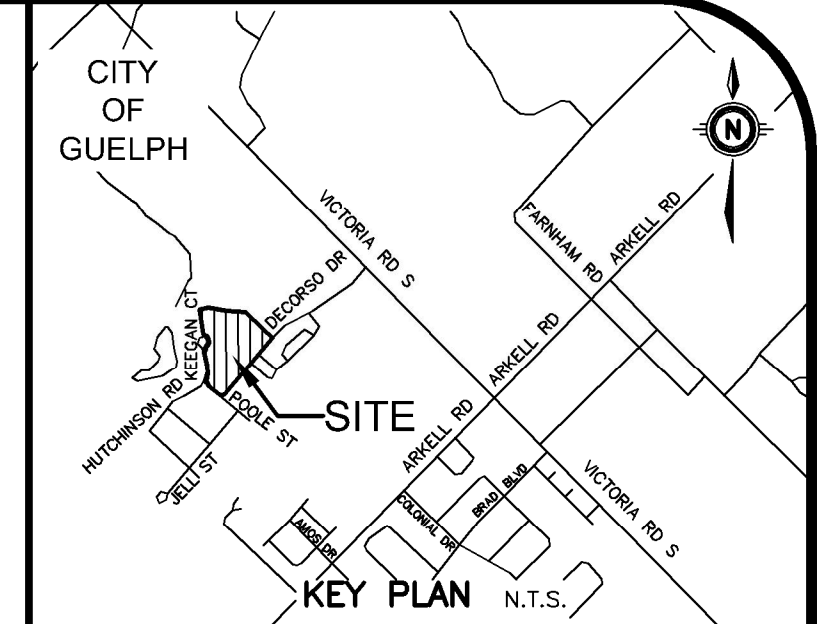 CITY
OF
GUELPH
N
VICTORIA RD S
FARNHAM RD
ARKELL RD
DECORSO DR
KEEGAN CT
ARKELL RD
HUTCHINSON RD
POOLE ST
SITE
ARKELL RD
JELLI ST
COLONIAL DR
BRAD BLVD
VICTORIA RD S
AMOS DR
KEY PLAN N.T.S.